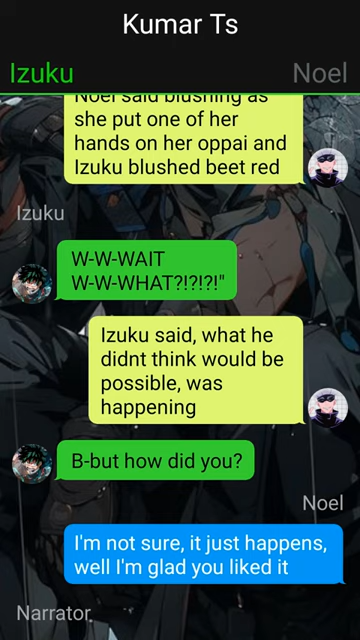 Kumar Ts
Izuku
Noel
Noel said blushing as
she put one of her
hands on her oppai and
Izuku blushed beet red
Izuku
W-W-WAIT
W-W-WHAT?!?!?!"
Izuku said, what he
didnt think would be
possible, was
happening
B-but how did you?
Noel
I'm not sure, it just happens,
well I'm glad you liked it
Narrator